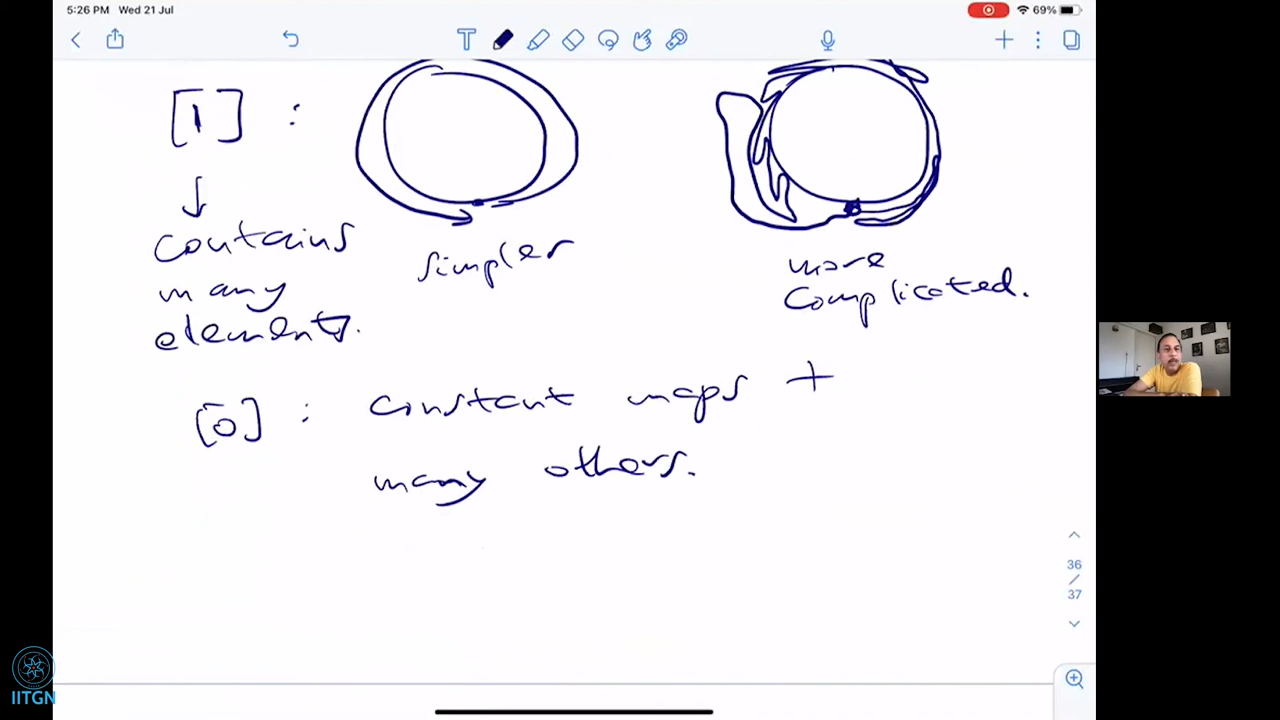 5:26 PM Wed 21 Jul
69%
T
[1] :
contains
many
elements.
simpler
more
complicated.
[0] : constant maps +
many others.
36
/
37
IITGN